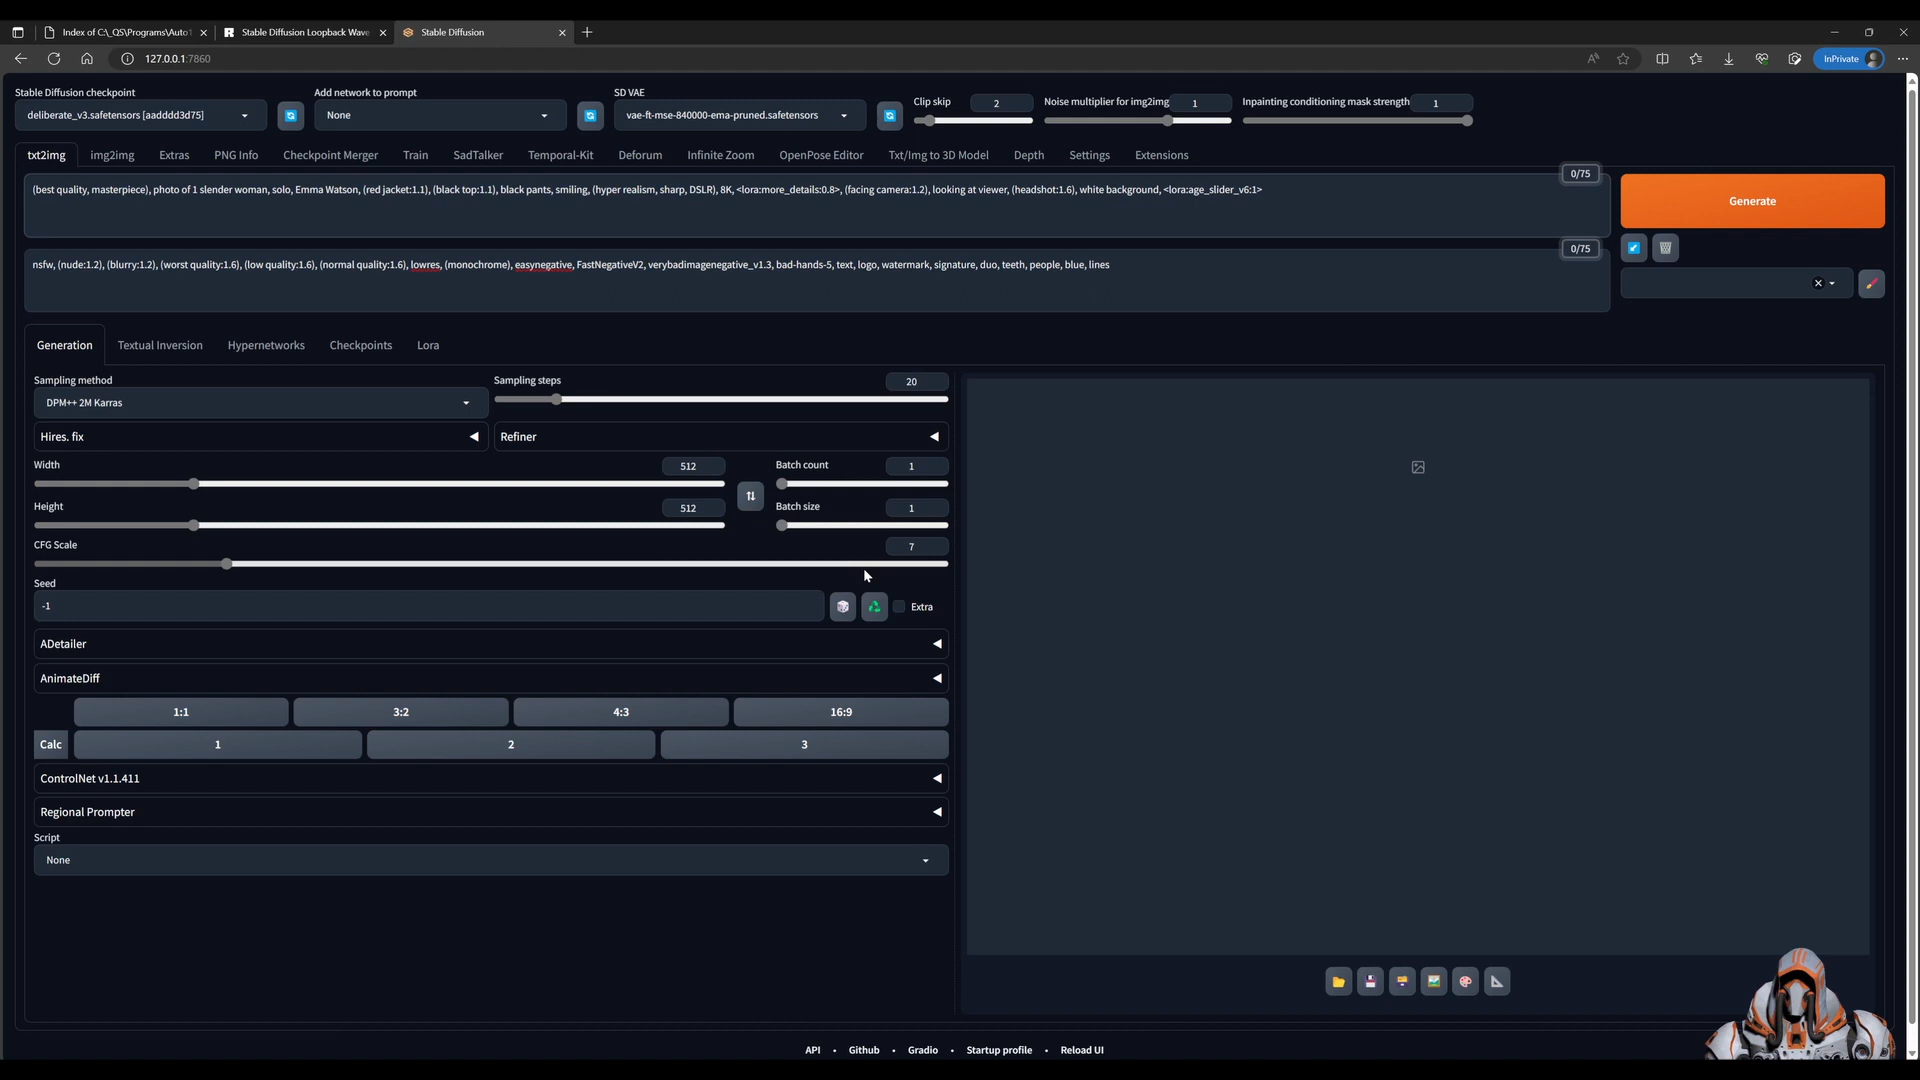 Index of C:\_QS\Programs\Auto1
Stable Diffusion Loopback Wave
Stable Diffusion
127.0.0.1:7860
InPrivate
Stable Diffusion checkpoint
deliberate_v3.safetensors [aadddd3d75]
Add network to prompt
None
SD VAE
vae-ft-mse-840000-ema-pruned.safetensors
Clip skip
2
Noise multiplier for img2img
1
Inpainting conditioning mask strength
1
txt2img img2img Extras PNG Info Checkpoint Merger Train SadTalker Temporal-Kit Deforum Infinite Zoom OpenPose Editor Txt/Img to 3D Model Depth Settings Extensions
0/75
(best quality, masterpiece), photo of 1 slender woman, solo, Emma Watson, (red jacket:1.1), (black top:1.1), black pants, smiling, (hyper realism, sharp, DSLR), 8K, <lora:more_details:0.8>, (facing camera:1.2), looking at viewer, (headshot:1.6), white background, <lora:age_slider_v6:1>
Generate
0/75
nsfw, (nude:1.2), (blurry:1.2), (worst quality:1.6), (low quality:1.6), (normal quality:1.6), lowres, (monochrome), easynegative, FastNegativeV2, verybadimagenegative_v1.3, bad-hands-5, text, logo, watermark, signature, duo, teeth, people, blue, lines
Generation Textual Inversion Hypernetworks Checkpoints Lora
Sampling method
DPM++ 2M Karras
Sampling steps
20
Hires. fix
Refiner
Width
512
Batch count
1
Height
512
Batch size
1
CFG Scale
7
Seed
-1
Extra
ADetailer
AnimateDiff
1:1 3:2 4:3 16:9
Calc 1 2 3
ControlNet v1.1.411
Regional Prompter
Script
None
API • Github • Gradio • Startup profile • Reload UI